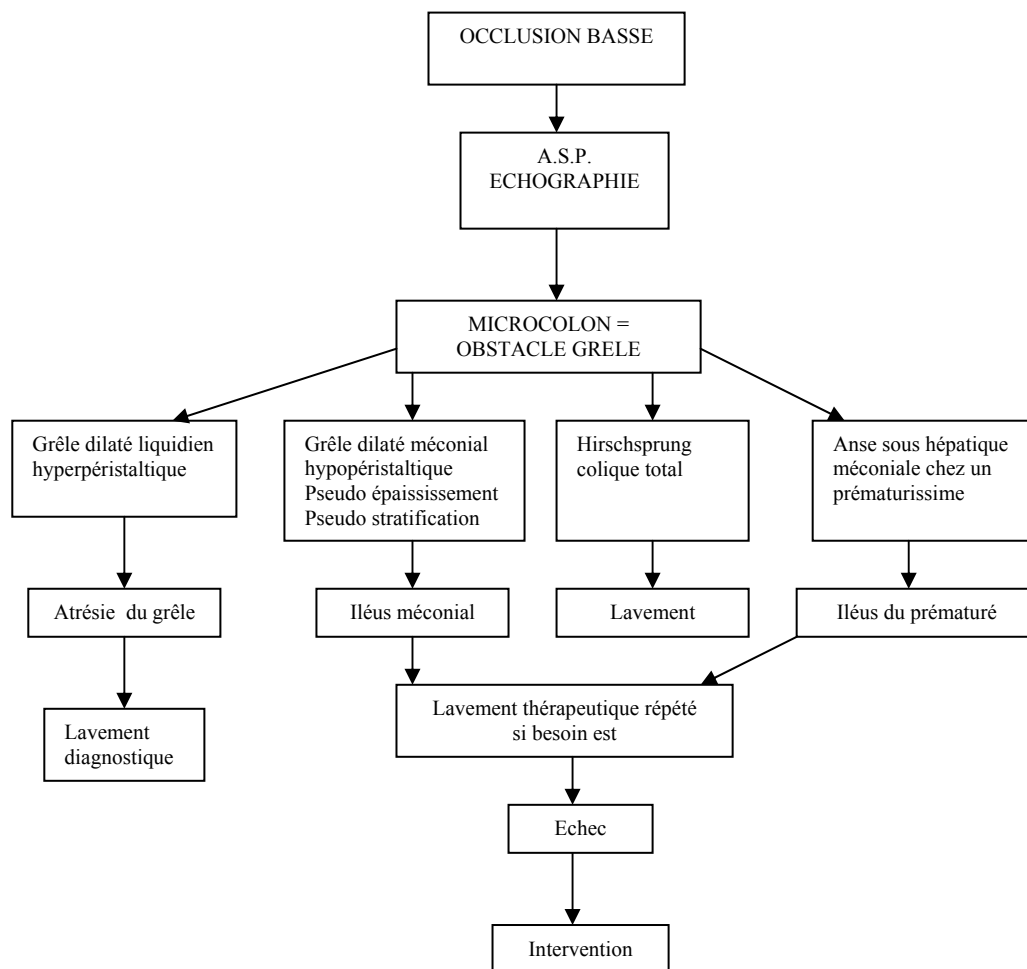 OCCLUSION BASSE
A.S.P.
ECHOGRAPHIE
MICROCOLON =
OBSTACLE GRELE
Grêle dilaté liquidien
hyperpéristaltique
Grêle dilaté méconial
hypopéristaltique
Pseudo épaississement
Pseudo stratification
Hirschsprung
colique total
Anse sous hépatique
méconiale chez un
prématurissime
Atrésie du grêle
Iléus méconial
Lavement
Iléus du prématuré
Lavement
diagnostique
Lavement thérapeutique répété
si besoin est
Echec
Intervention